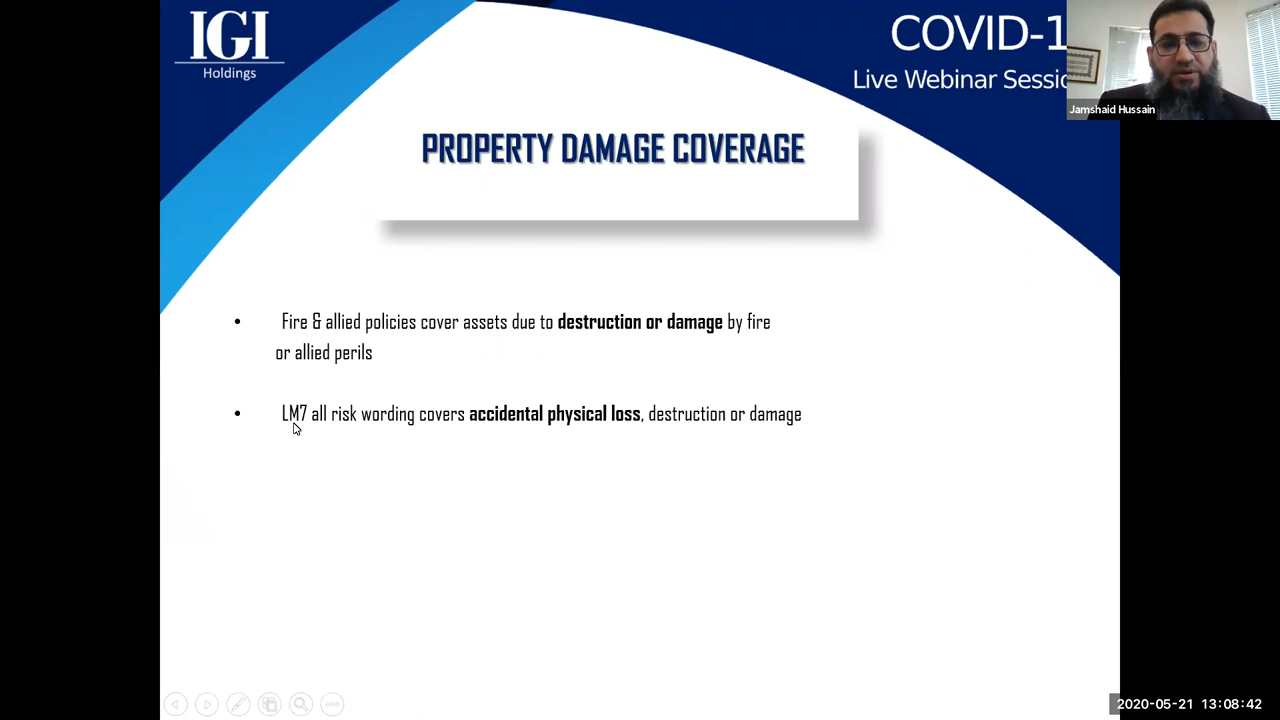 IGI
Holdings
COVID-1
Live Webinar Sessio
Jamshaid Hussain
PROPERTY DAMAGE COVERAGE
• Fire & allied policies cover assets due to destruction or damage by fire
or allied perils
• LM7 all risk wording covers accidental physical loss, destruction or damage
2020-05-21 13:08:42